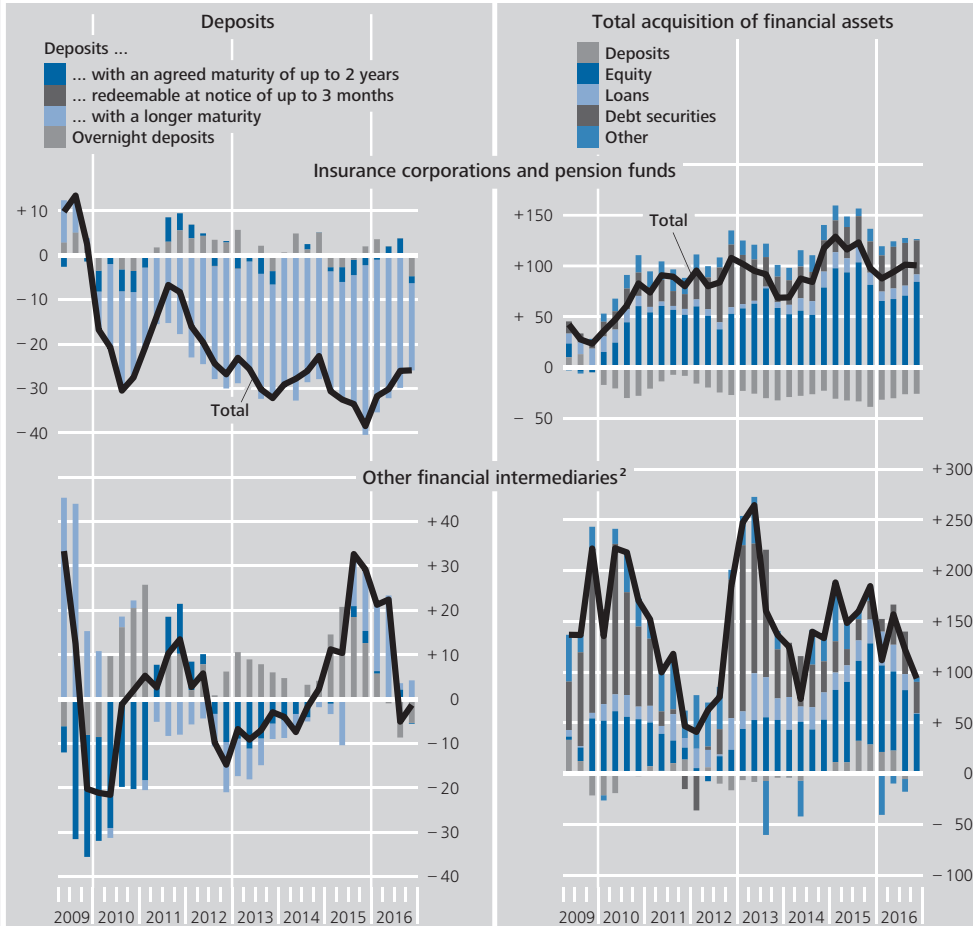 Deposits
Deposits ...
... with an agreed maturity of up to 2 years
... redeemable at notice of up to 3 months
... with a longer maturity
Overnight deposits
Total acquisition of financial assets
Deposits
Equity
Loans
Debt securities
Other
Insurance corporations and pension funds
+ 10
0
− 10
− 20
− 30
− 40
Total
+ 150
+ 100
+ 50
0
− 50
Total
Other financial intermediaries²
+ 40
+ 30
+ 20
+ 10
0
− 10
− 20
− 30
− 40
+ 300
+ 250
+ 200
+ 150
+ 100
+ 50
0
− 50
− 100
2009 2010 2011 2012 2013 2014 2015 2016
2009 2010 2011 2012 2013 2014 2015 2016